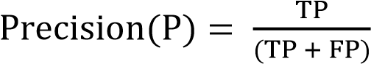 Precision(P) = TP / (TP + FP)